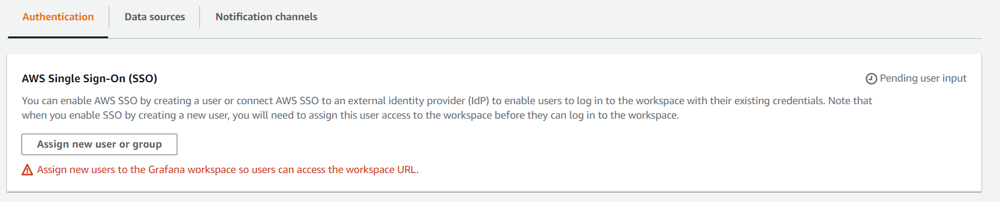 Authentication
Data sources
Notification channels
AWS Single Sign-On (SSO)
Pending user input
You can enable AWS SSO by creating a user or connect AWS SSO to an external identity provider (IdP) to enable users to log in to the workspace with their existing credentials. Note that
when you enable SSO by creating a new user, you will need to assign this user access to the workspace before they can log in to the workspace.
Assign new user or group
Assign new users to the Grafana workspace so users can access the workspace URL.